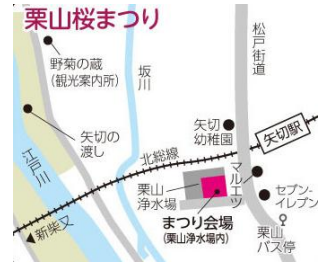 栗山桜まつり
野菊の蔵
(観光案内所)
坂川
松戸街道
矢切の
渡し
矢切
幼稚園
矢切駅
江戸川
北総線
マルエツ
栗山
浄水場
セブン-
イレブン
まつり会場
(栗山浄水場内)
新柴又
栗山
バス停